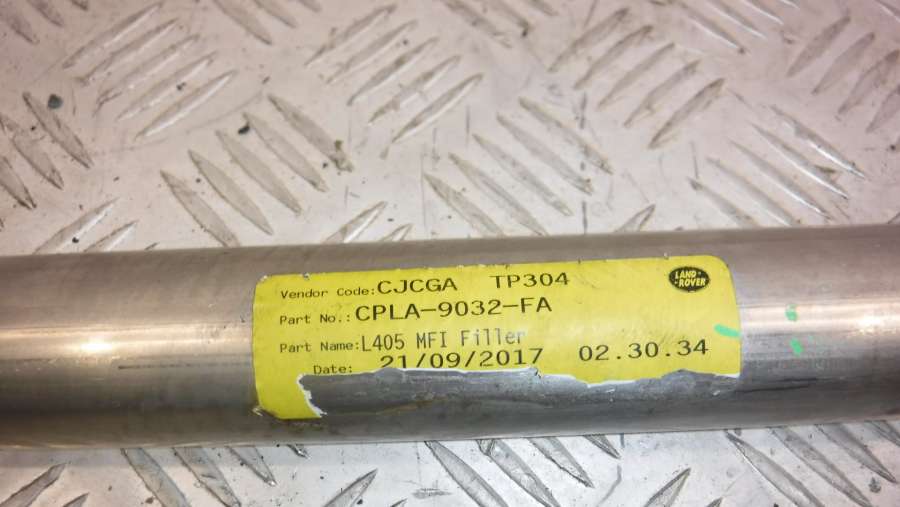 Vendor Code:CJCGA TP304
LAND
ROVER
Part No.:CPLA-9032-FA
Part Name:L405 MFI Filler
Date: 21/09/2017 02.30.34